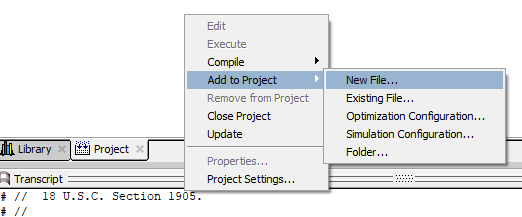 Edit
Execute
Compile
Add to Project
Remove from Project
Close Project
Update
Properties...
Project Settings...
New File...
Existing File...
Optimization Configuration...
Simulation Configuration...
Folder...
Library
Project
Transcript
# //  18 U.S.C. Section 1905.
# //